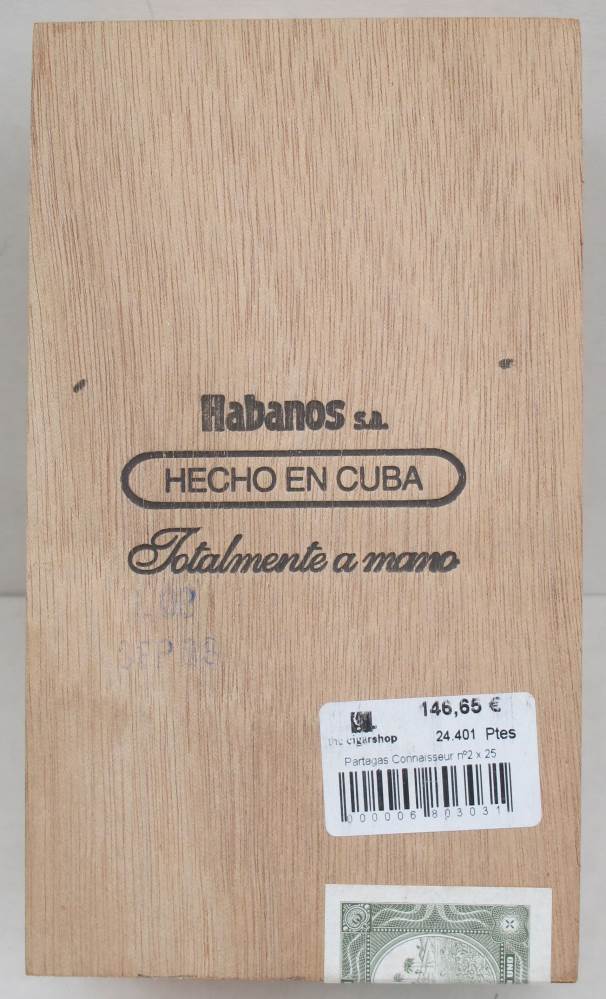 Habanos s.a.
HECHO EN CUBA
Totalmente a mano
146,65 €
the cigarshop
24.401 Ptes
Partagas Connaisseur nº2 x 25
000006 803031
UND